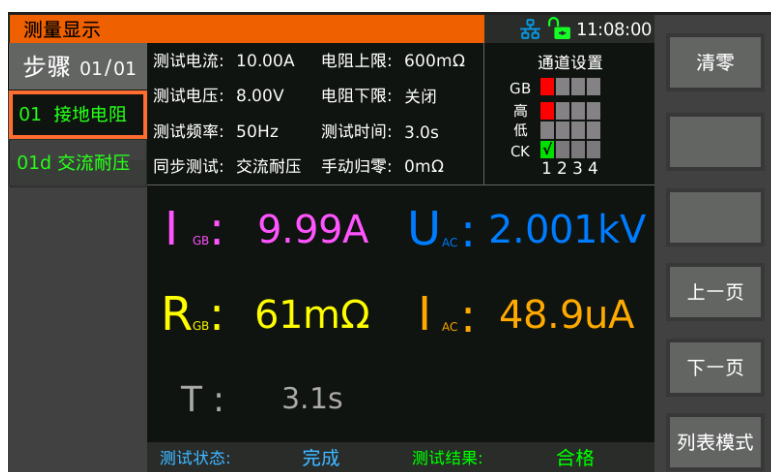 测量显示
11:08:00
步骤 01/01
01 接地电阻
01d 交流耐压
测试电流: 10.00A 电阻上限: 600mΩ
测试电压: 8.00V 电阻下限: 关闭
测试频率: 50Hz 测试时间: 3.0s
同步测试: 交流耐压 手动归零: 0mΩ
通道设置
GB
高
低
CK √
1 2 3 4
I GB: 9.99A U AC: 2.001kV
R GB: 61mΩ I AC: 48.9uA
T: 3.1s
测试状态: 完成 测试结果: 合格
清零
上一页
下一页
列表模式